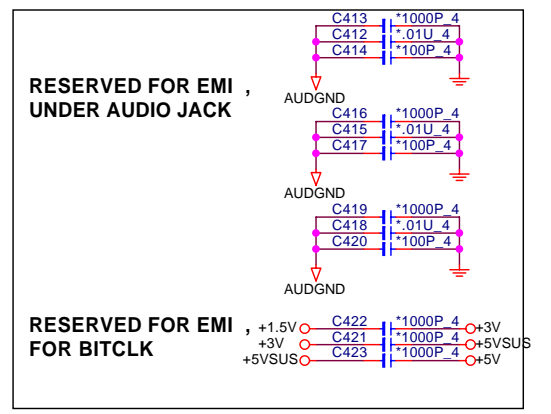 C413 *1000P_4
C412 *.01U_4
C414 *100P_4
RESERVED FOR EMI ,
UNDER AUDIO JACK
AUDGND
C416 *1000P_4
C415 *.01U_4
C417 *100P_4
AUDGND
C419 *1000P_4
C418 *.01U_4
C420 *100P_4
AUDGND
RESERVED FOR EMI ,
FOR BITCLK
+1.5V C422 *1000P_4 +3V
+3V C421 *1000P_4 +5VSUS
+5VSUS C423 *1000P_4 +5V